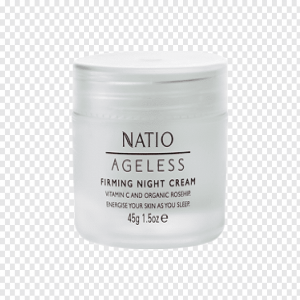 NATIO
AGELESS
FIRMING NIGHT CREAM
VITAMIN C AND ORGANIC ROSEHIP
ENERGISE YOUR SKIN AS YOU SLEEP
45g 1.5oz ℮